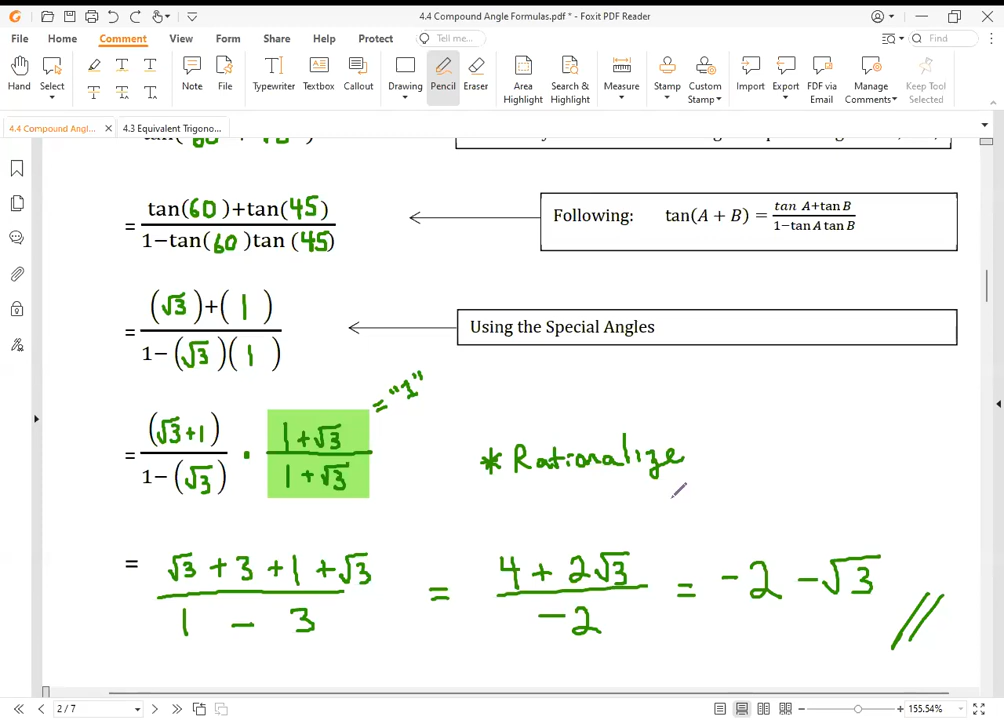 4.4 Compound Angle Formulas.pdf * - Foxit PDF Reader
File Home Comment View Form Share Help Protect Tell me... Find
Hand Select Note File Typewriter Textbox Callout Drawing Pencil Eraser Area Highlight Search & Highlight Measure Stamp Custom Stamp Import Export FDF via Email Manage Comments Keep Tool Selected
4.4 Compound Angl... 4.3 Equivalent Trigono...
= tan(60)+tan(45) / 1−tan(60)tan (45)
Following: tan(A + B) = tan A+tan B / 1−tan A tan B
= (√3)+(1) / 1−(√3)(1)
Using the Special Angles
= "1"
= (√3+1) / 1−(√3) · 1+√3 / 1+√3
* Rationalize
= √3 + 3 + 1 + √3 / 1 − 3 = 4 + 2√3 / −2 = −2 − √3 //
2 / 7 155.54%